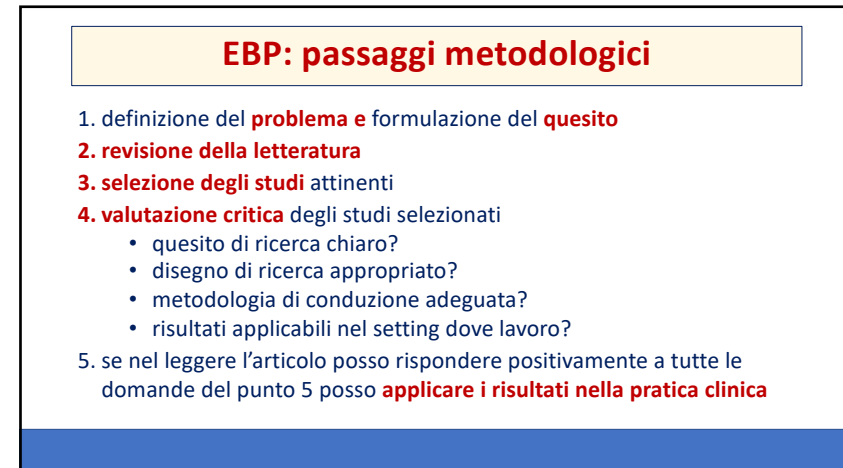 EBP: passaggi metodologici
1. definizione del problema e formulazione del quesito
2. revisione della letteratura
3. selezione degli studi attinenti
4. valutazione critica degli studi selezionati
• quesito di ricerca chiaro?
• disegno di ricerca appropriato?
• metodologia di conduzione adeguata?
• risultati applicabili nel setting dove lavoro?
5. se nel leggere l’articolo posso rispondere positivamente a tutte le
domande del punto 5 posso applicare i risultati nella pratica clinica